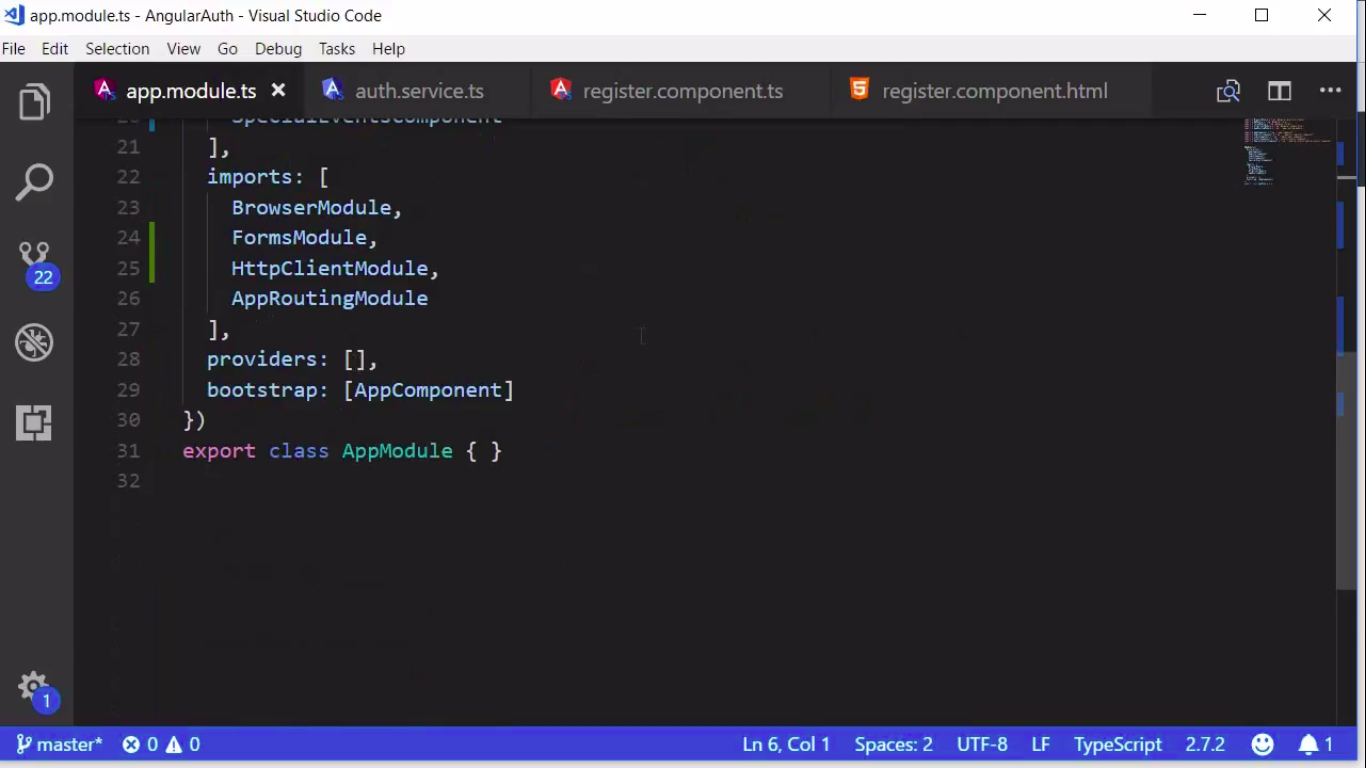 app.module.ts - AngularAuth - Visual Studio Code
File Edit Selection View Go Debug Tasks Help
app.module.ts auth.service.ts register.component.ts register.component.html
20 SpecialEventsComponent
21 ],
22 imports: [
23 BrowserModule,
24 FormsModule,
25 HttpClientModule,
26 AppRoutingModule
27 ],
28 providers: [],
29 bootstrap: [AppComponent]
30 })
31 export class AppModule { }
32
22
1
master* 0 0 Ln 6, Col 1 Spaces: 2 UTF-8 LF TypeScript 2.7.2 1